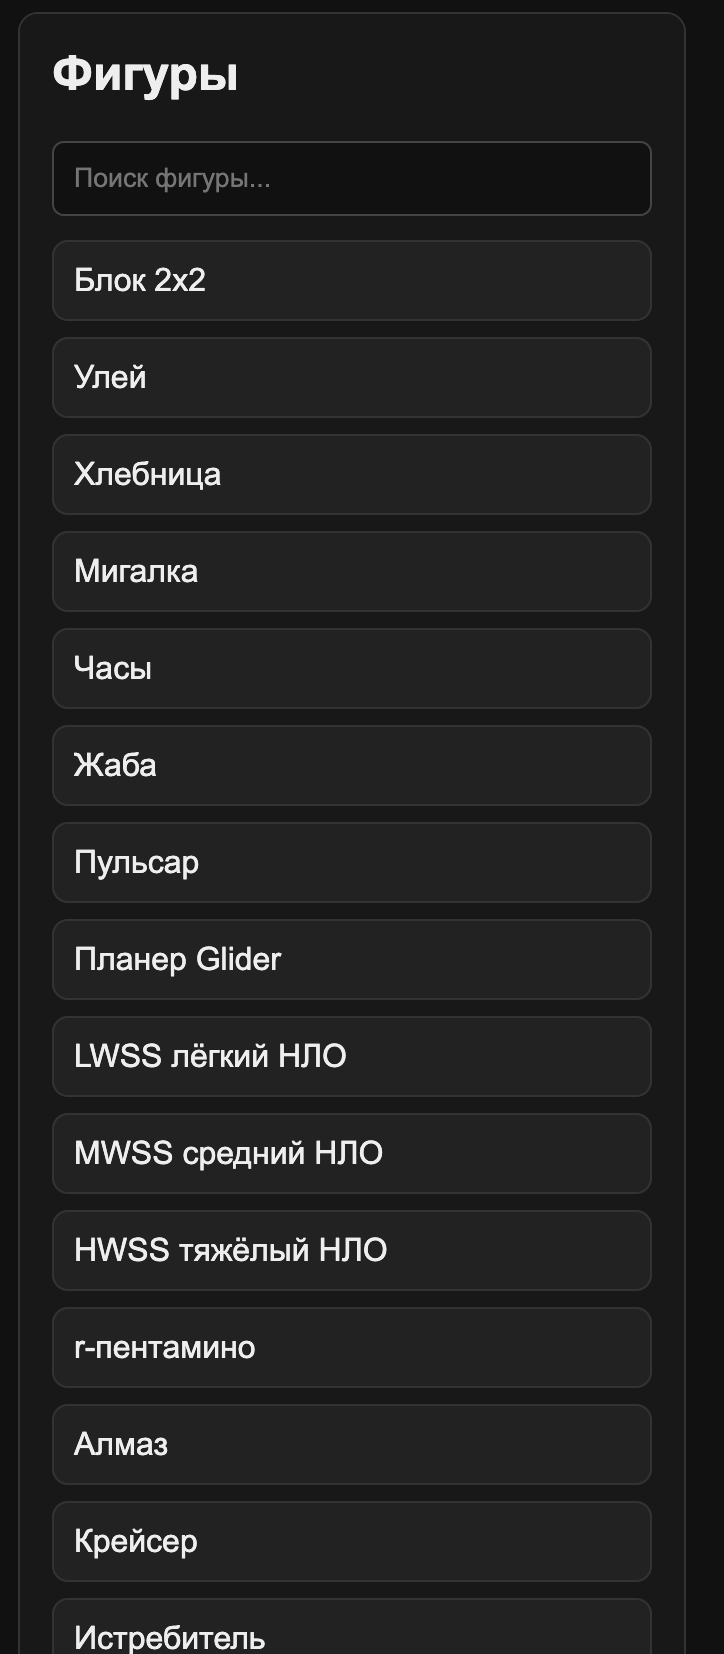 Фигуры
Поиск фигуры...
Блок 2x2
Улей
Хлебница
Мигалка
Часы
Жаба
Пульсар
Планер Glider
LWSS лёгкий НЛО
MWSS средний НЛО
HWSS тяжёлый НЛО
r-пентамино
Алмаз
Крейсер
Истребитель